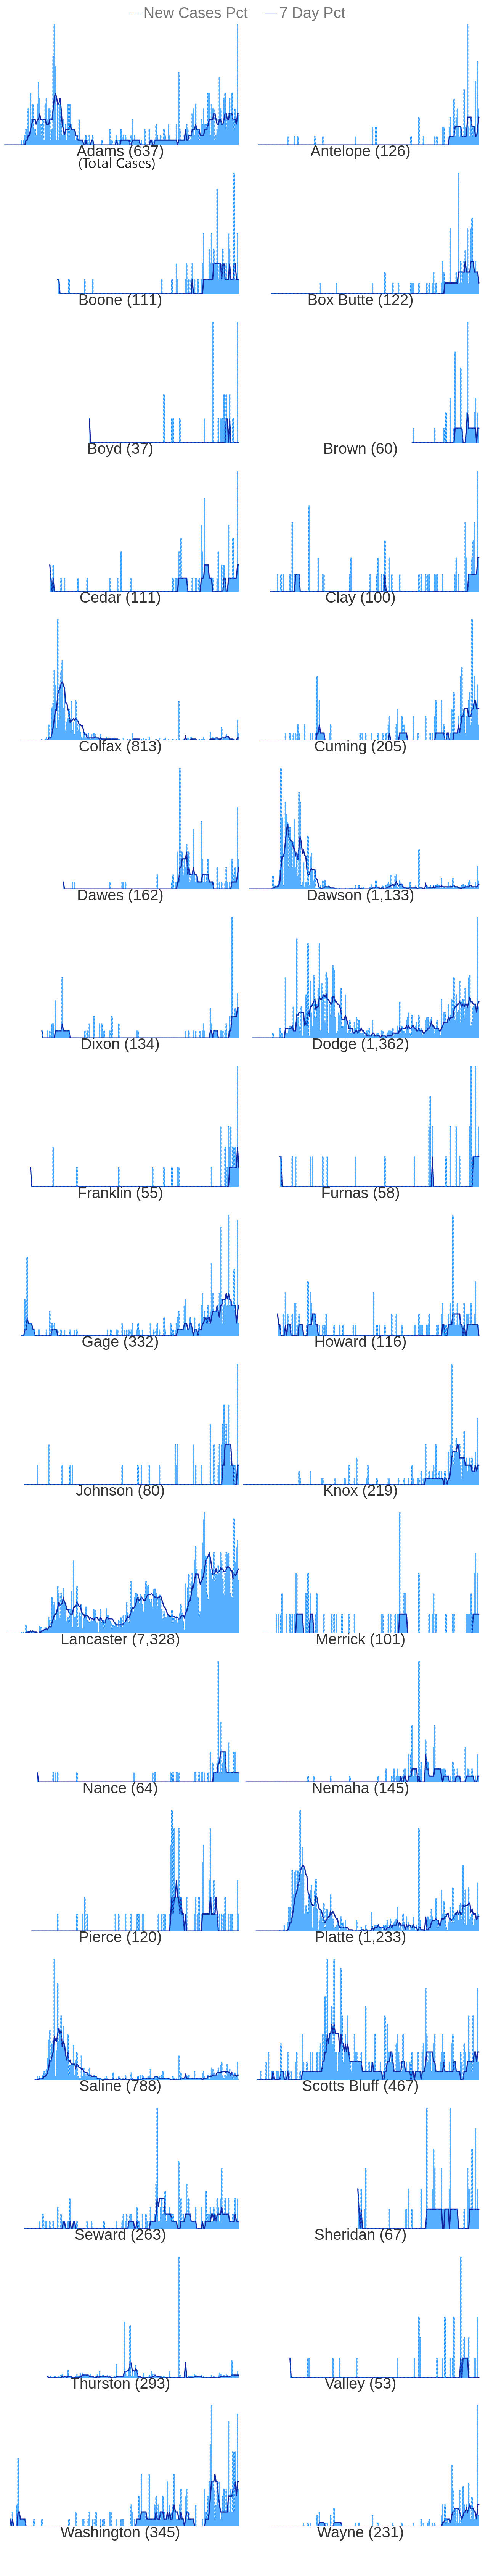 New Cases Pct 7 Day Pct
Adams (637) Antelope (126)
(Total Cases)
Boone (111) Box Butte (122)
Boyd (37) Brown (60)
Cedar (111) Clay (100)
Colfax (813) Cuming (205)
Dawes (162) Dawson (1,133)
Dixon (134) Dodge (1,362)
Franklin (55) Furnas (58)
Gage (332) Howard (116)
Johnson (80) Knox (219)
Lancaster (7,328) Merrick (101)
Nance (64) Nemaha (145)
Pierce (120) Platte (1,233)
Saline (788) Scotts Bluff (467)
Seward (263) Sheridan (67)
Thurston (293) Valley (53)
Washington (345) Wayne (231)